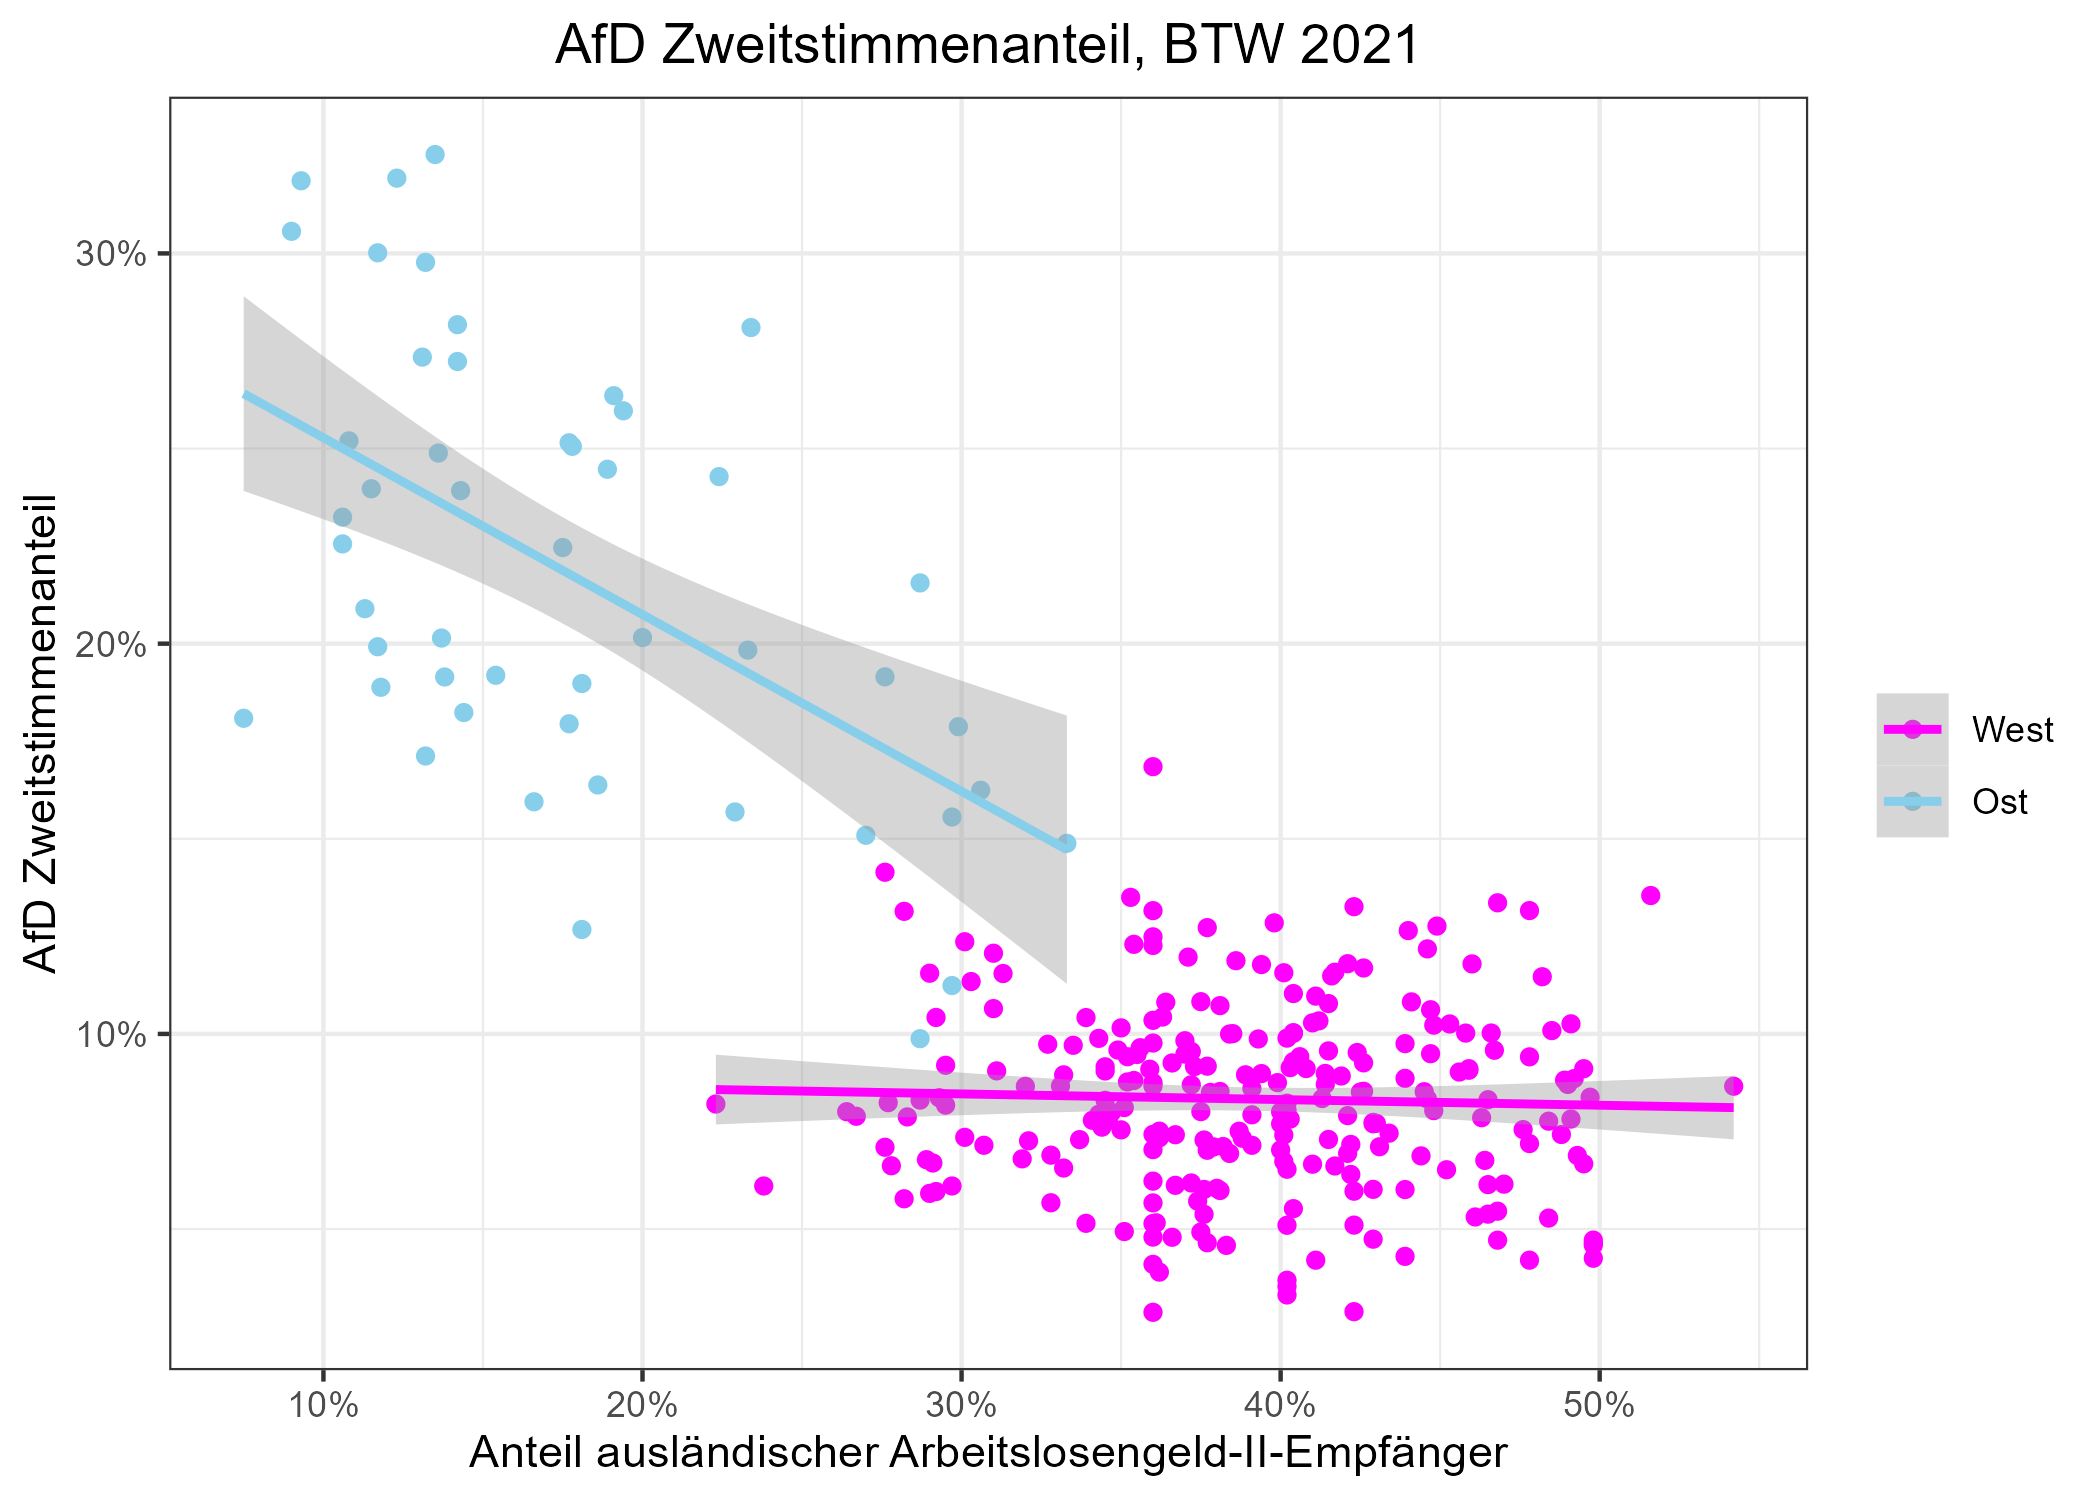 AfD Zweitstimmenanteil, BTW 2021
AfD Zweitstimmenanteil
30%
20%
10%
10%
20%
30%
40%
50%
Anteil ausländischer Arbeitslosengeld-II-Empfänger
West
Ost